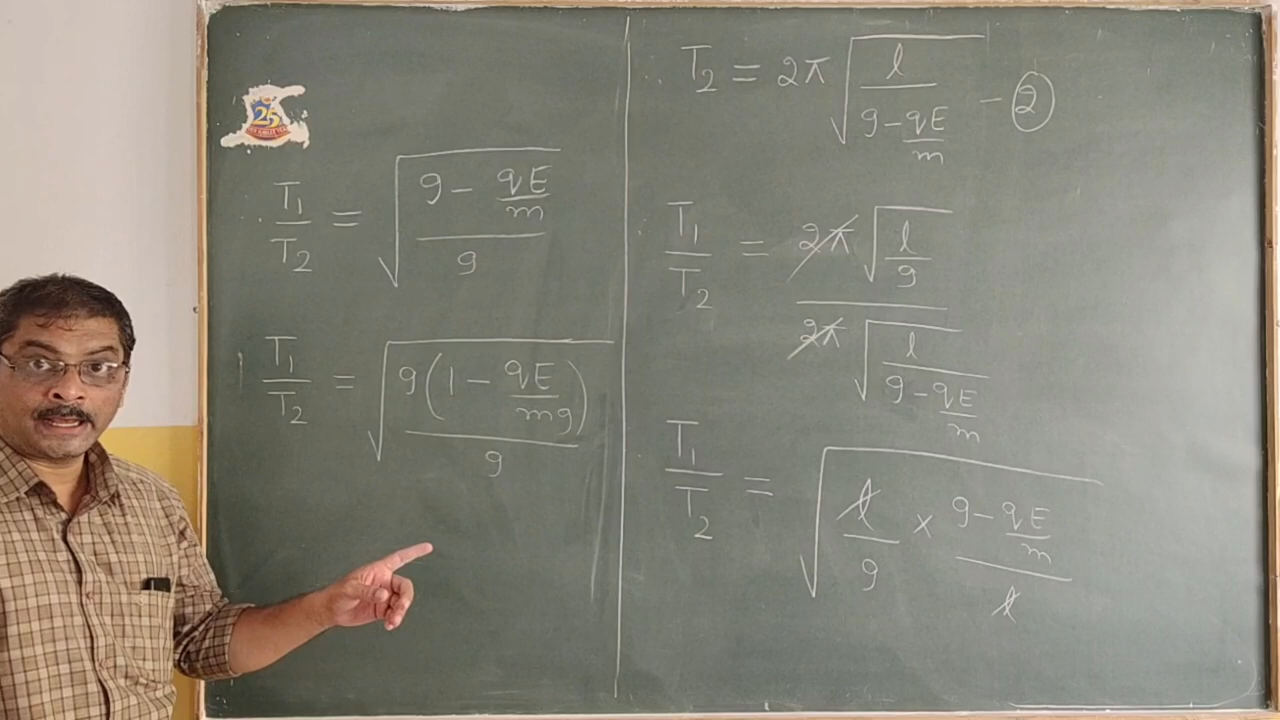 T₂ = 2π √(l / (g - qE/m)) - ②
T₁/T₂ = 2π √(l/g) / 2π √(l / (g - qE/m))
T₁/T₂ = √(l/g × (g - qE/m) / l)
25
T₁/T₂ = √((g - qE/m) / g)
T₁/T₂ = √(g(1 - qE/mg) / g)